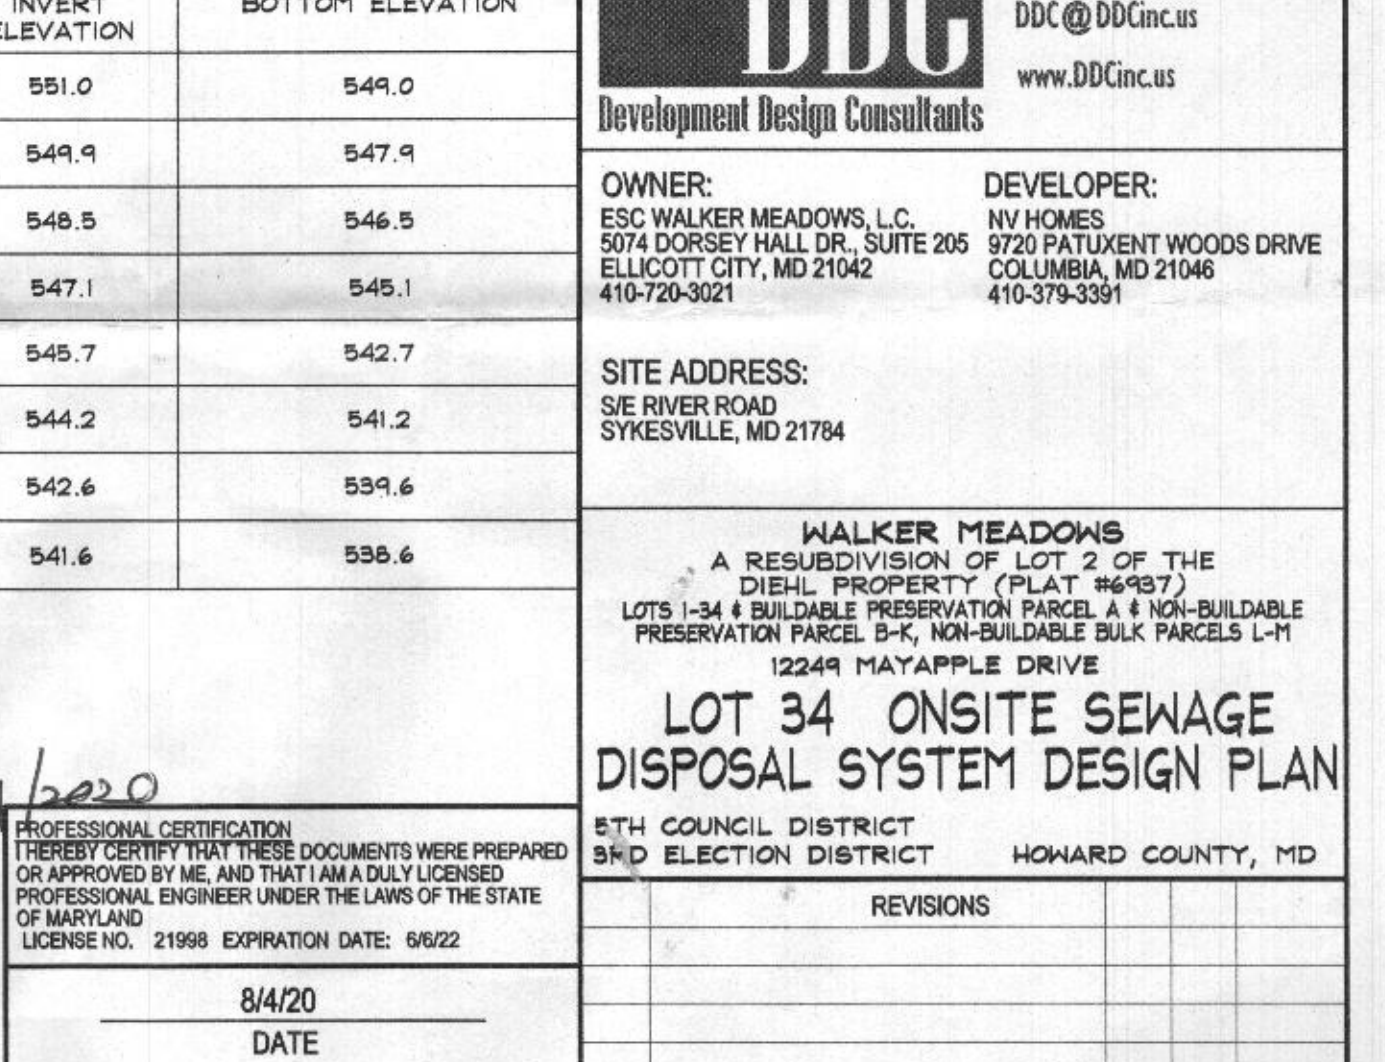 INVERT BOTTOM ELEVATION
ELEVATION
551.0 549.0
549.9 547.9
548.5 546.5
547.1 545.1
545.7 542.7
544.2 541.2
542.6 539.6
541.6 538.6
/2020
PROFESSIONAL CERTIFICATION
I HEREBY CERTIFY THAT THESE DOCUMENTS WERE PREPARED
OR APPROVED BY ME, AND THAT I AM A DULY LICENSED
PROFESSIONAL ENGINEER UNDER THE LAWS OF THE STATE
OF MARYLAND
LICENSE NO. 21998 EXPIRATION DATE: 6/6/22
8/4/20
DATE
DDC
Development Design Consultants
DDC@DDCinc.us
www.DDCinc.us
OWNER:
ESC WALKER MEADOWS, L.C.
5074 DORSEY HALL DR., SUITE 205
ELLICOTT CITY, MD 21042
410-720-3021
DEVELOPER:
NV HOMES
9720 PATUXENT WOODS DRIVE
COLUMBIA, MD 21046
410-379-3391
SITE ADDRESS:
S/E RIVER ROAD
SYKESVILLE, MD 21784
WALKER MEADOWS
A RESUBDIVISION OF LOT 2 OF THE
DIEHL PROPERTY (PLAT #6937)
LOTS 1-34 & BUILDABLE PRESERVATION PARCEL A & NON-BUILDABLE
PRESERVATION PARCEL B-K, NON-BUILDABLE BULK PARCELS L-M
12249 MAYAPPLE DRIVE
LOT 34 ONSITE SEWAGE
DISPOSAL SYSTEM DESIGN PLAN
5TH COUNCIL DISTRICT
3RD ELECTION DISTRICT HOWARD COUNTY, MD
REVISIONS